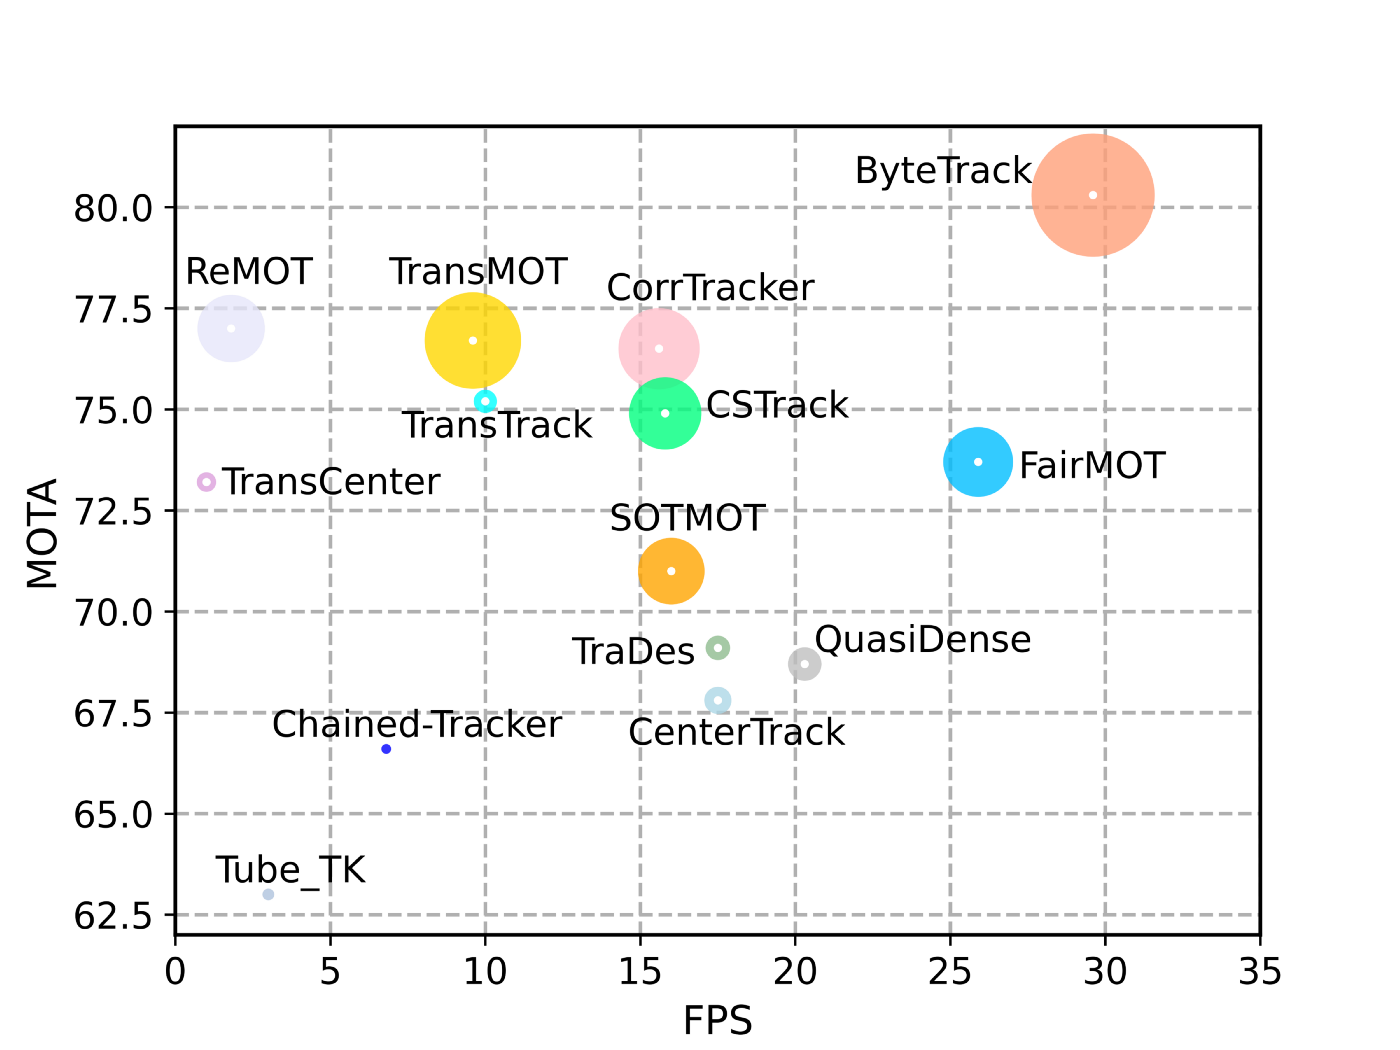 ByteTrack
80.0
ReMOT
TransMOT
CorrTracker
77.5
CSTrack
75.0
TransTrack
FairMOT
TransCenter
72.5
SOTMOT
MOTA
70.0
QuasiDense
TraDes
67.5
Chained-Tracker
CenterTrack
65.0
Tube_TK
62.5
0 5 10 15 20 25 30 35
FPS